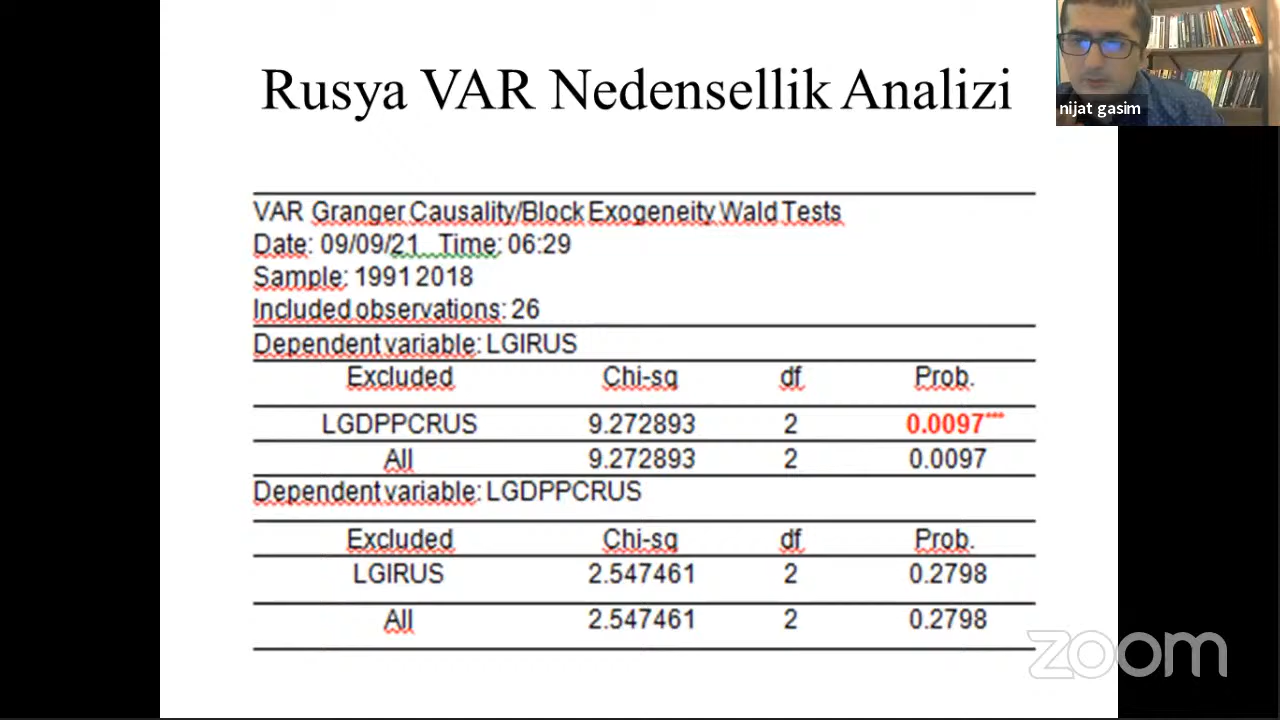 Rusya VAR Nedensellik Analizi
nijat gasim
VAR Granger Causality/Block Exogeneity Wald Tests
Date: 09/09/21 Time: 06:29
Sample: 1991 2018
Included observations: 26
Dependent variable: LGIRUS
Excluded Chi-sq df Prob.
LGDPPCRUS 9.272893 2 0.0097***
All 9.272893 2 0.0097
Dependent variable: LGDPPCRUS
Excluded Chi-sq df Prob.
LGIRUS 2.547461 2 0.2798
All 2.547461 2 0.2798
zoom